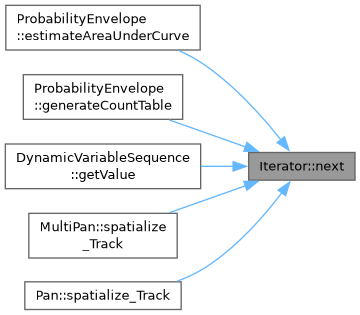 ProbabilityEnvelope
::estimateAreaUnderCurve
ProbabilityEnvelope
::generateCountTable
DynamicVariableSequence
::getValue
Iterator::next
MultiPan::spatialize
_Track
Pan::spatialize_Track